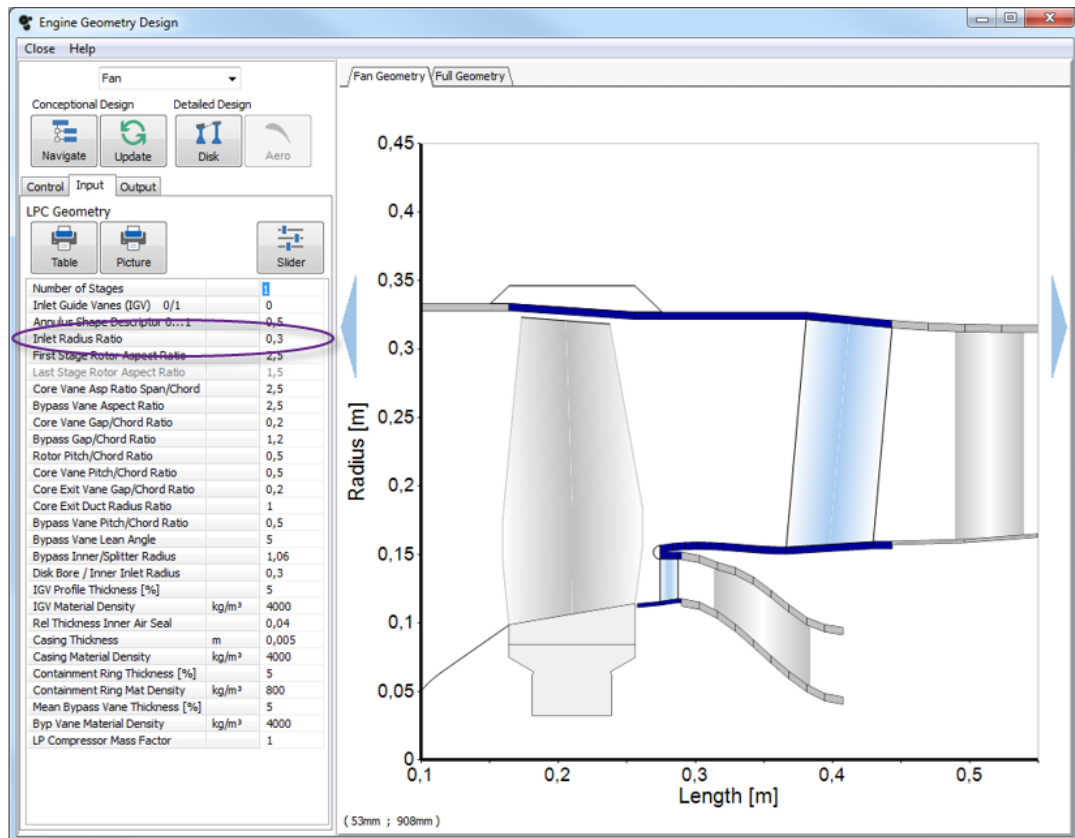 Engine Geometry Design
Close Help
Fan
Conceptional Design Detailed Design
Navigate Update Disk Aero
Control Input Output
LPC Geometry
Table Picture Slider
Number of Stages 1
Inlet Guide Vanes (IGV) 0/1 0
Annulus Shape Descriptor 0...1 0,5
Inlet Radius Ratio 0,3
First Stage Rotor Aspect Ratio 2,5
Last Stage Rotor Aspect Ratio 1,5
Core Vane Asp Ratio Span/Chord 2,5
Bypass Vane Aspect Ratio 2,5
Core Vane Gap/Chord Ratio 0,2
Bypass Gap/Chord Ratio 1,2
Rotor Pitch/Chord Ratio 0,5
Core Vane Pitch/Chord Ratio 0,5
Core Exit Vane Gap/Chord Ratio 0,2
Core Exit Duct Radius Ratio 1
Bypass Vane Pitch/Chord Ratio 0,5
Bypass Vane Lean Angle 5
Bypass Inner/Splitter Radius 1,06
Disk Bore / Inner Inlet Radius 0,3
IGV Profile Thickness [%] 5
IGV Material Density kg/m³ 4000
Rel Thickness Inner Air Seal 0,04
Casing Thickness m 0,005
Casing Material Density kg/m³ 4000
Containment Ring Thickness [%] 5
Containment Ring Mat Density kg/m³ 800
Mean Bypass Vane Thickness [%] 5
Byp Vane Material Density kg/m³ 4000
LP Compressor Mass Factor 1
Fan Geometry Full Geometry
0,45
0,4
0,35
0,3
0,25
0,2
0,15
0,1
0,05
0
Radius [m]
0,1 0,2 0,3 0,4 0,5
Length [m]
(53mm ; 908mm)